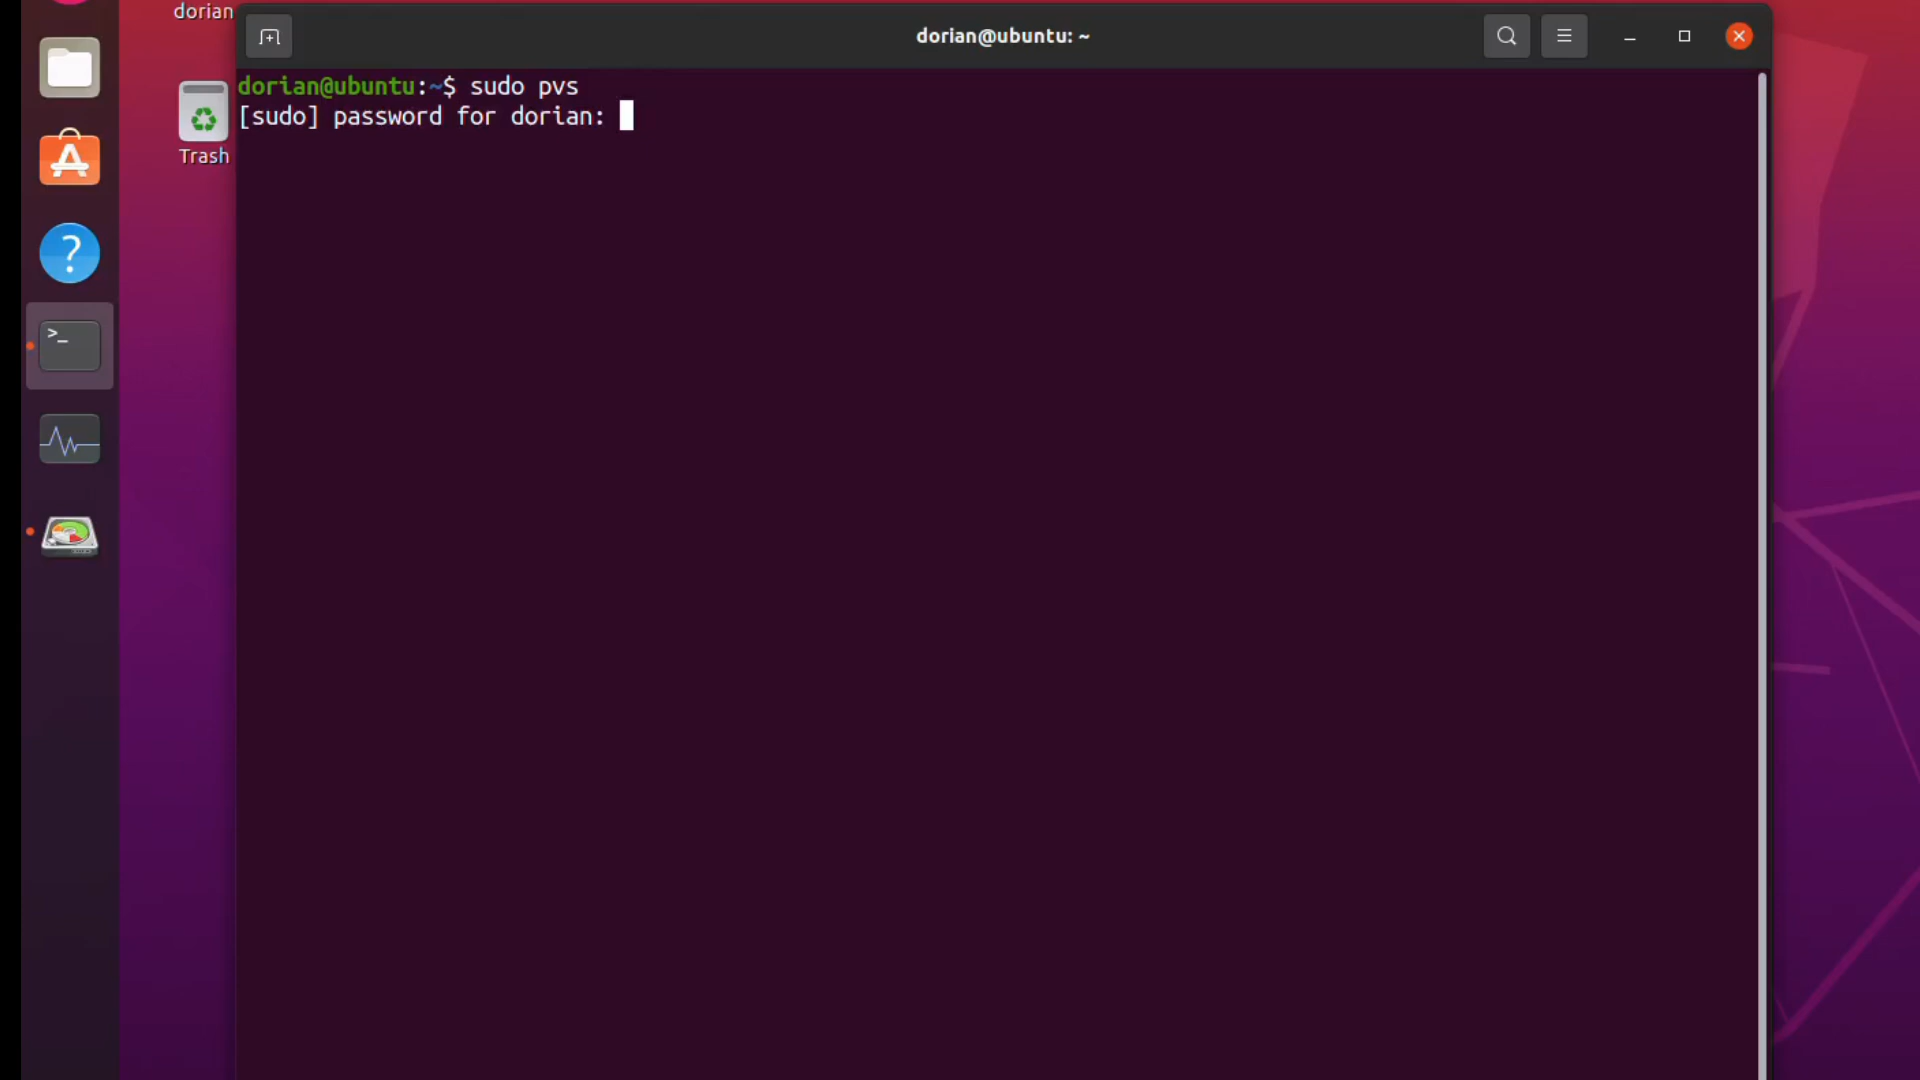 dorian
dorian@ubuntu: ~
Trash
dorian@ubuntu:~$ sudo pvs
[sudo] password for dorian: